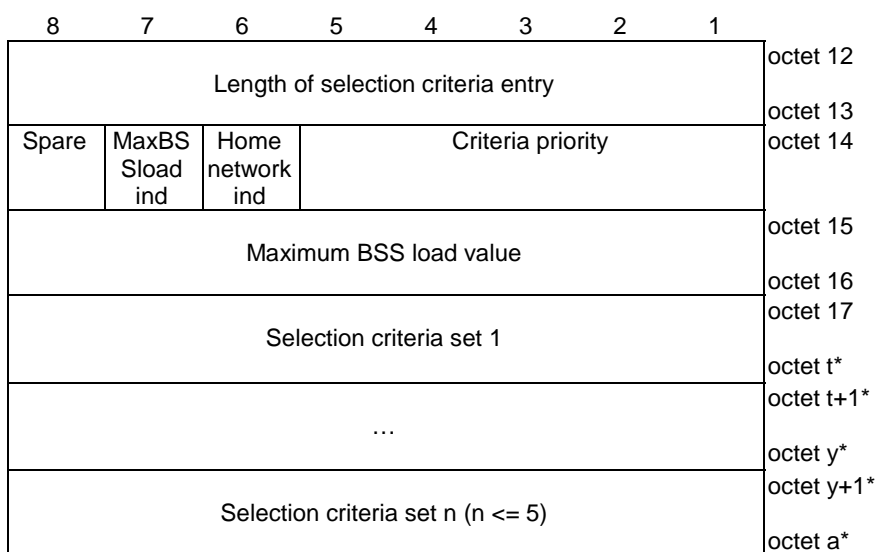 8 7 6 5 4 3 2 1
octet 12
Length of selection criteria entry
octet 13
Spare MaxBS Home Criteria priority octet 14
Sload network
ind ind
octet 15
Maximum BSS load value
octet 16
octet 17
Selection criteria set 1
octet t*
octet t+1*
…
octet y*
octet y+1*
Selection criteria set n (n <= 5)
octet a*